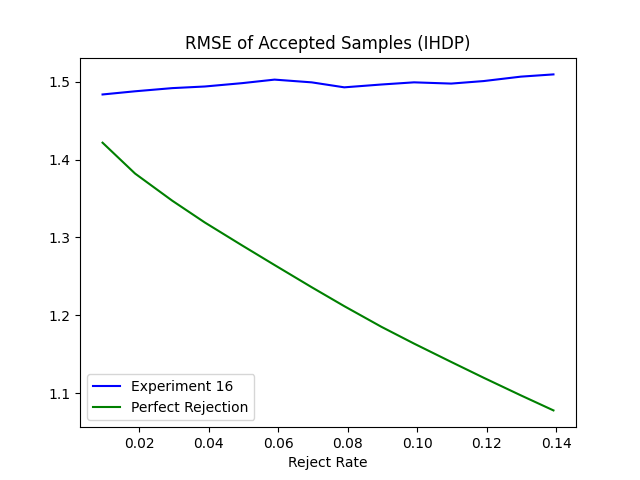 RMSE of Accepted Samples (IHDP)
1.5
1.4
1.3
1.2
1.1
Experiment 16
Perfect Rejection
0.02 0.04 0.06 0.08 0.10 0.12 0.14
Reject Rate